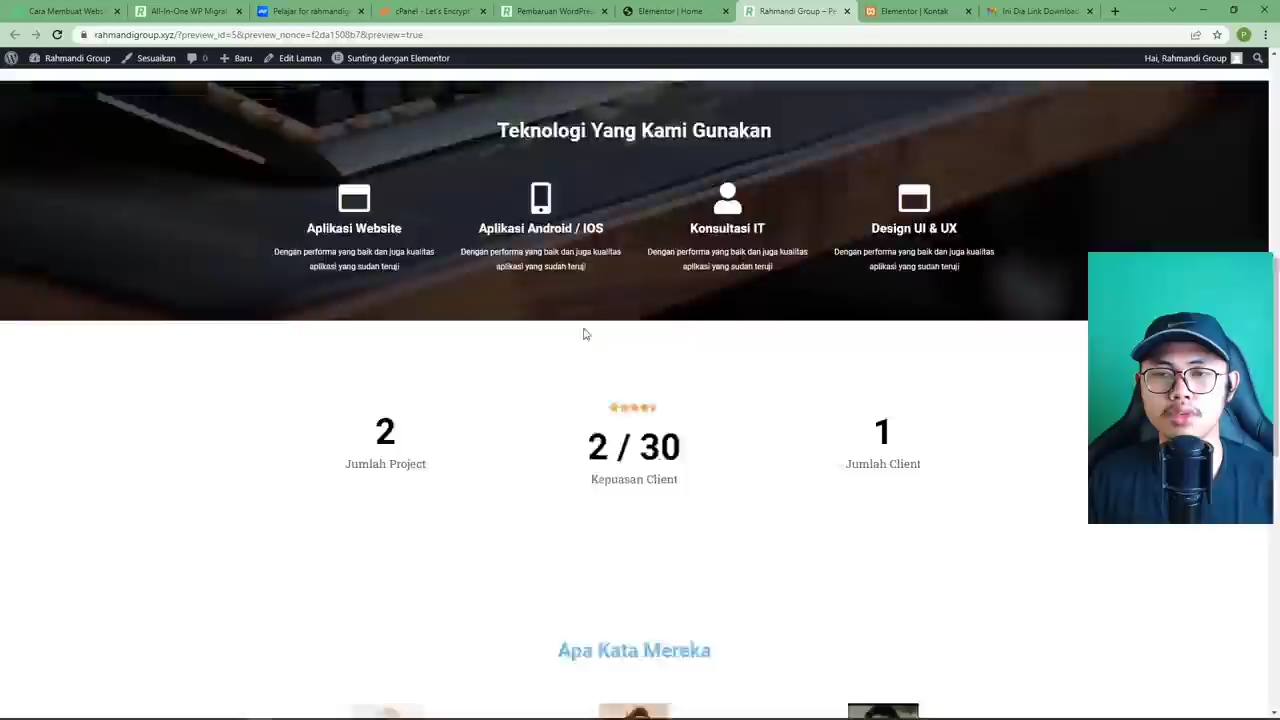 Cara Membuat Websi
All-In-One WP Migrat
Pelajar for rahmandig
cPanel - Let's Encrypt
Pembaruan WordPres
Elementor | Home
Rahmandi Group – Pe
Elementor | Kontak
Ini Dia Link Download
rahmandigroup.xyz/?preview_id=5&preview_nonce=f2da1508b7&preview=true
Rahmandi Group
Sesuaikan
0
Baru
Edit Laman
Sunting dengan Elementor
Hai, Rahmandi Group
Teknologi Yang Kami Gunakan
Aplikasi Website
Aplikasi Android / IOS
Konsultasi IT
Design UI & UX
Dengan performa yang baik dan juga kualitas
aplikasi yang sudah teruji
Dengan performa yang baik dan juga kualitas
aplikasi yang sudah teruji
Dengan performa yang baik dan juga kualitas
aplikasi yang sudah teruji
Dengan performa yang baik dan juga kualitas
aplikasi yang sudah teruji
2
Jumlah Project
2 / 30
Kepuasan Client
1
Jumlah Client
Apa Kata Mereka